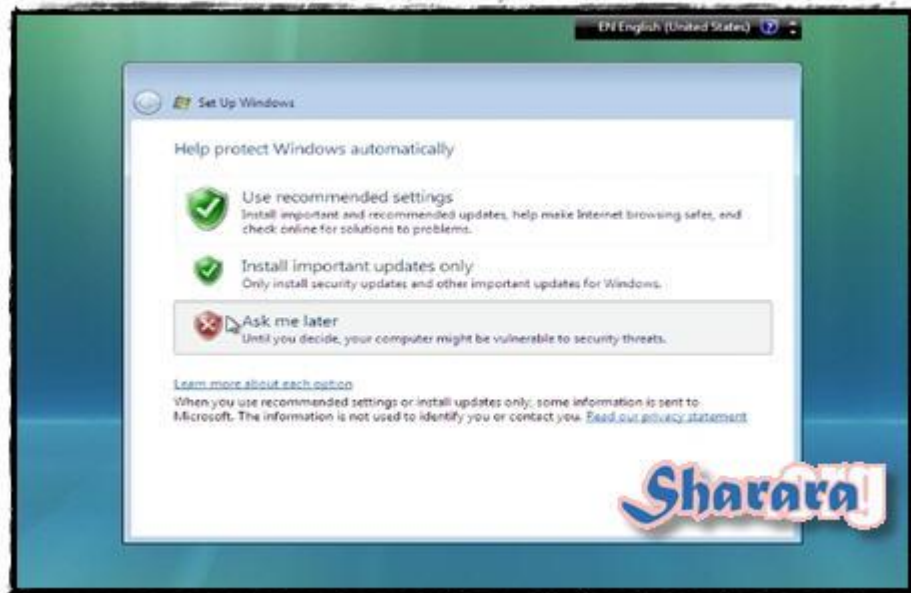 EN English (United States)
Set Up Windows
Help protect Windows automatically
Use recommended settings
Install important and recommended updates, help make Internet browsing safer, and
check online for solutions to problems.
Install important updates only
Only install security updates and other important updates for Windows.
Ask me later
Until you decide, your computer might be vulnerable to security threats.
Learn more about each option
When you use recommended settings or install updates only, some information is sent to
Microsoft. The information is not used to identify you or contact you. Read our privacy statement
Sharara
org